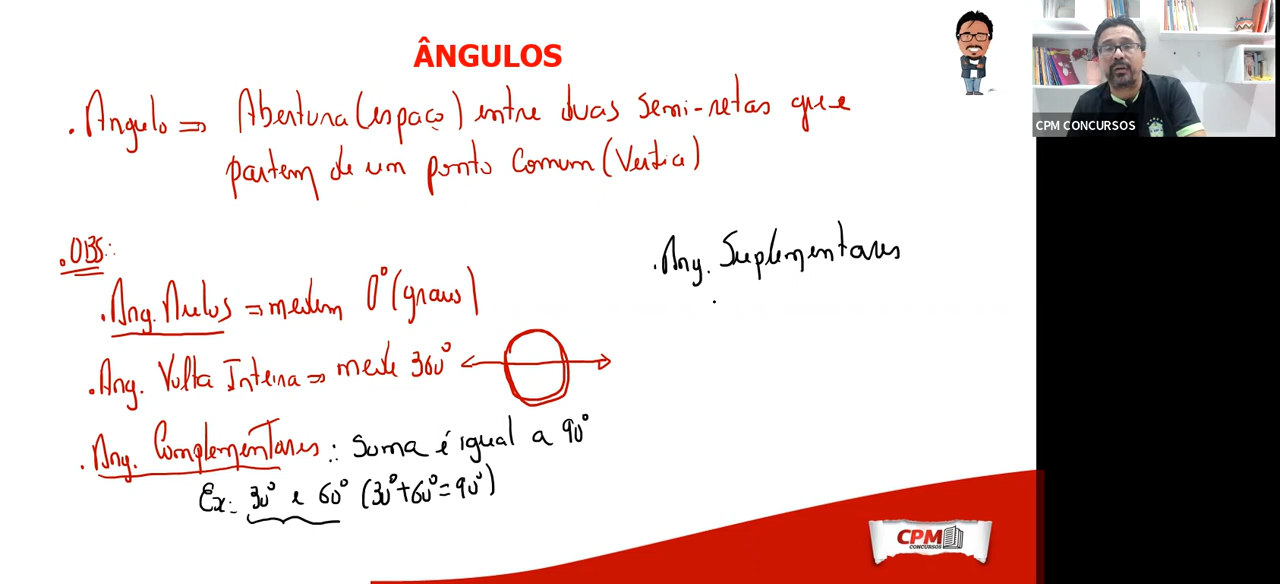 ÂNGULOS
CPM CONCURSOS
. Angulo => Abertura (espaço) entre duas semi-retas que
partem de um ponto comum (Vertice)
. OBS:
. Ang. Nulos => medem 0° (graus)
. Ang. Volta Inteira => mede 360°
. Ang. Complementares: Soma é igual a 90°
Ex: 30° e 60° (30°+60°=90°)
. Ang. Suplementares
CPM
CONCURSOS